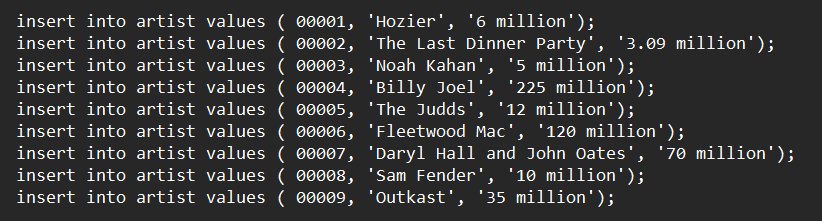 insert into artist values ( 00001, 'Hozier', '6 million');
insert into artist values ( 00002, 'The Last Dinner Party', '3.09 million');
insert into artist values ( 00003, 'Noah Kahan', '5 million');
insert into artist values ( 00004, 'Billy Joel', '225 million');
insert into artist values ( 00005, 'The Judds', '12 million');
insert into artist values ( 00006, 'Fleetwood Mac', '120 million');
insert into artist values ( 00007, 'Daryl Hall and John Oates', '70 million');
insert into artist values ( 00008, 'Sam Fender', '10 million');
insert into artist values ( 00009, 'Outkast', '35 million');